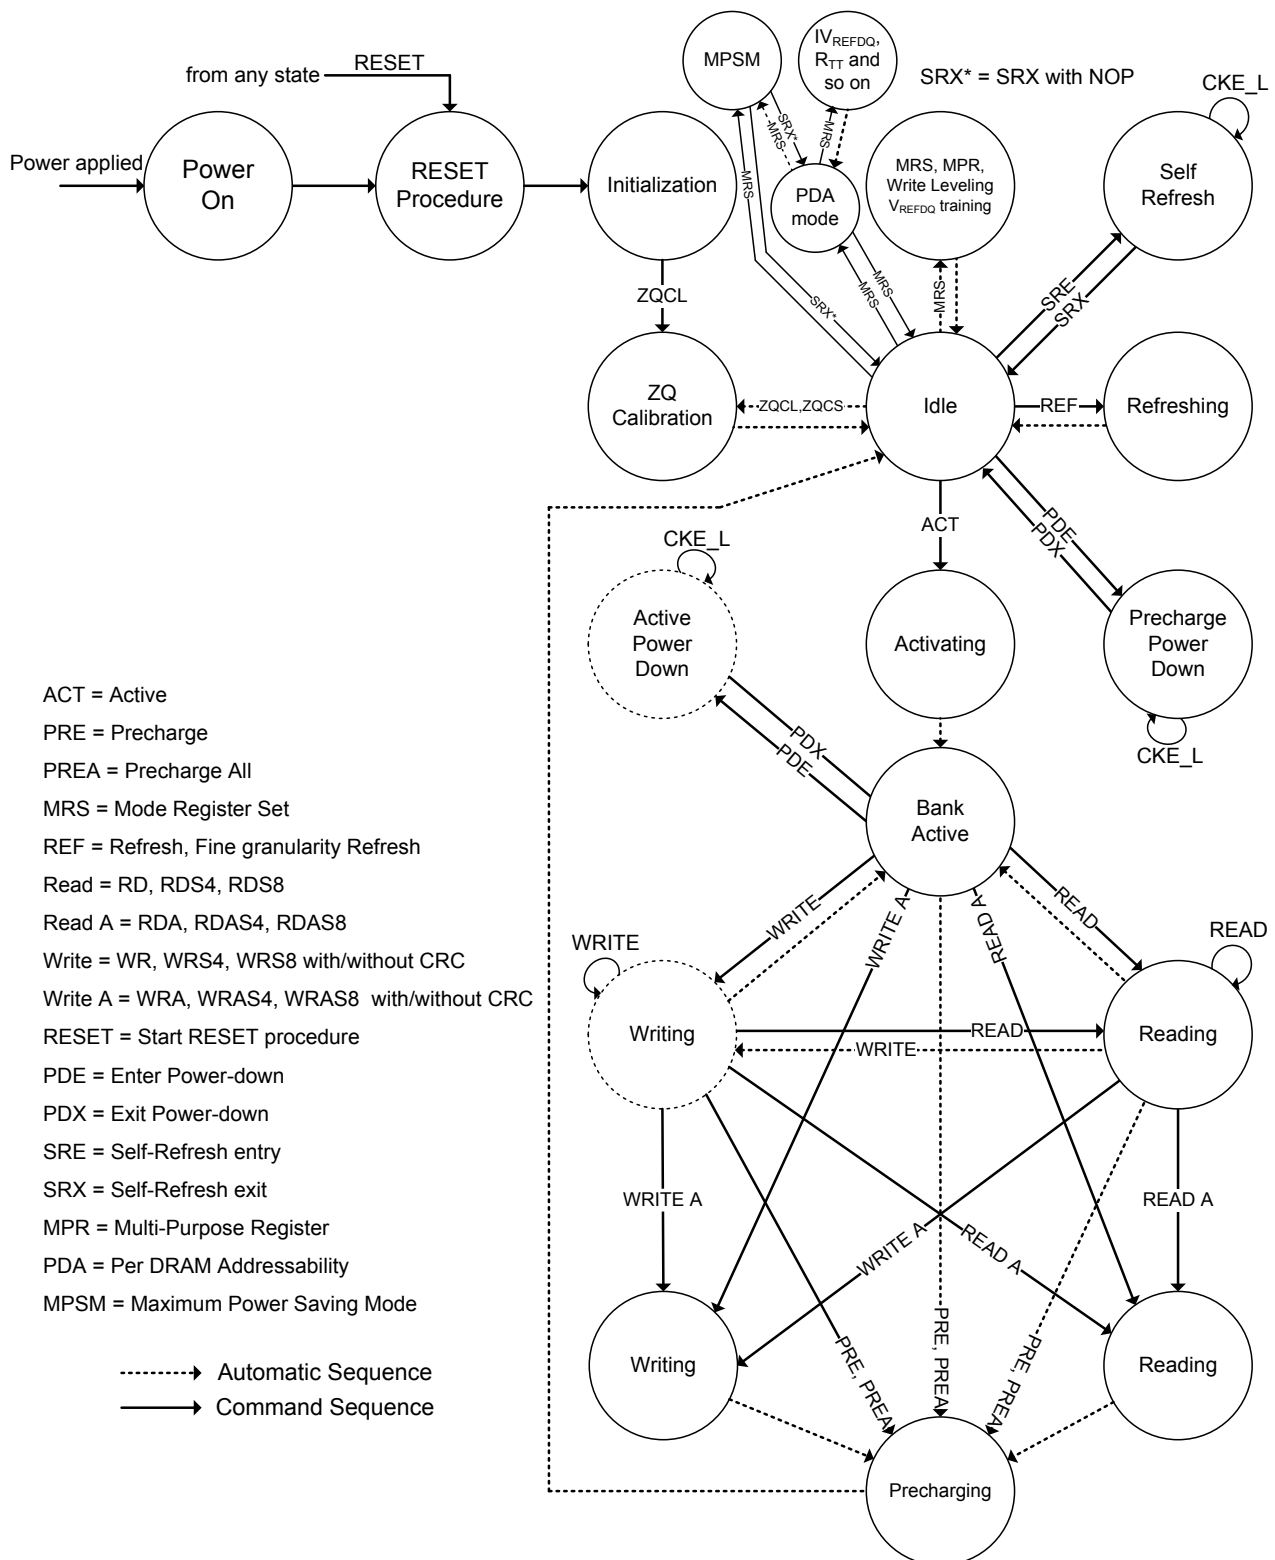 MPSM
IV_REFDQ,
R_TT and
so on
SRX* = SRX with NOP
CKE_L
from any state
RESET
Power applied
Power
On
RESET
Procedure
Initialization
SRX*
MRS
MRS
PDA
mode
MRS, MPR,
Write Leveling
V_REFDQ training
Self
Refresh
MRS
MRS
MRS
SRX*
MRS
SRE
SRX
ZQCL
ZQ
Calibration
ZQCL,ZQCS
Idle
REF
Refreshing
ACT
PDE
PDX
CKE_L
Active
Power
Down
Activating
Precharge
Power
Down
CKE_L
PDX
PDE
Bank
Active
ACT = Active
PRE = Precharge
PREA = Precharge All
MRS = Mode Register Set
REF = Refresh, Fine granularity Refresh
Read = RD, RDS4, RDS8
Read A = RDA, RDAS4, RDAS8
Write = WR, WRS4, WRS8 with/without CRC
Write A = WRA, WRAS4, WRAS8 with/without CRC
RESET = Start RESET procedure
PDE = Enter Power-down
PDX = Exit Power-down
SRE = Self-Refresh entry
SRX = Self-Refresh exit
MPR = Multi-Purpose Register
PDA = Per DRAM Addressability
MPSM = Maximum Power Saving Mode
Automatic Sequence
Command Sequence
WRITE
WRITE
WRITE A
READ A
READ
READ
Writing
READ
WRITE
Reading
WRITE A
READ A
WRITE A
READ A
Writing
PRE, PREA
PRE, PREA
PRE, PREA
Reading
Precharging